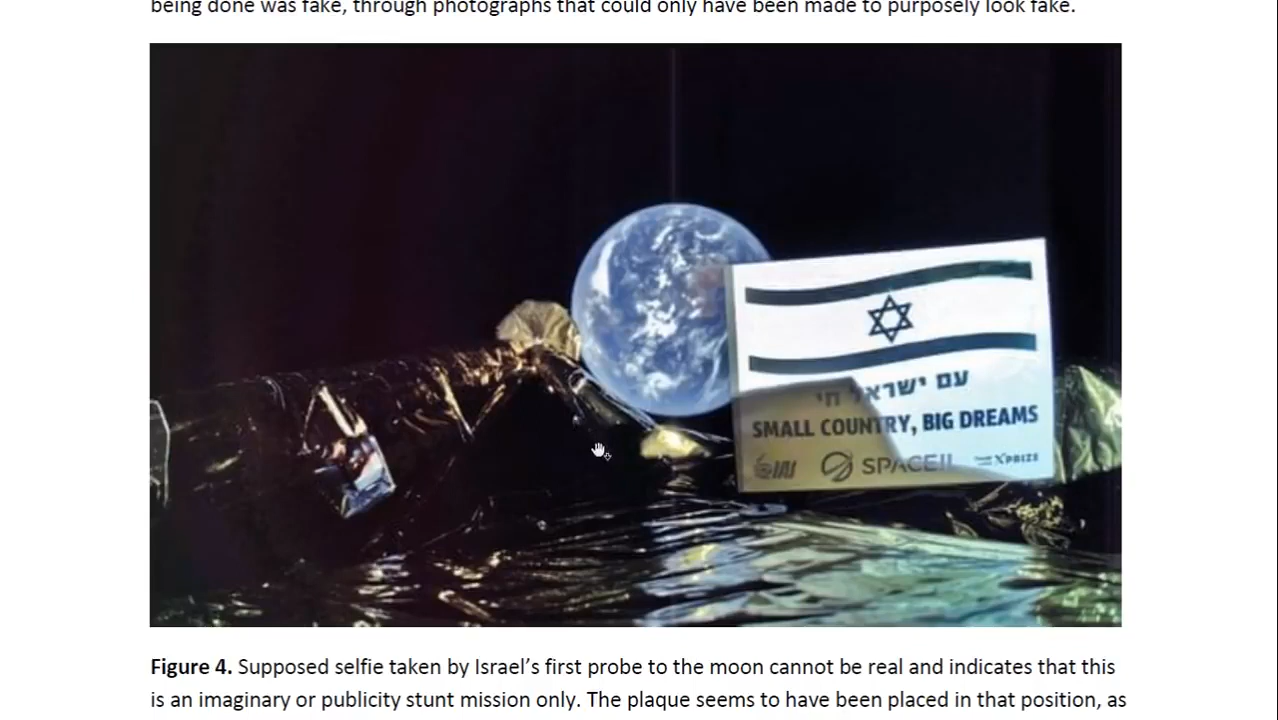 being done was fake, through photographs that could only have been made to purposely look fake.
עם ישראל חי
SMALL COUNTRY, BIG DREAMS
IAI SPACEIL XPRIZE
Figure 4. Supposed selfie taken by Israel's first probe to the moon cannot be real and indicates that this
is an imaginary or publicity stunt mission only. The plaque seems to have been placed in that position, as